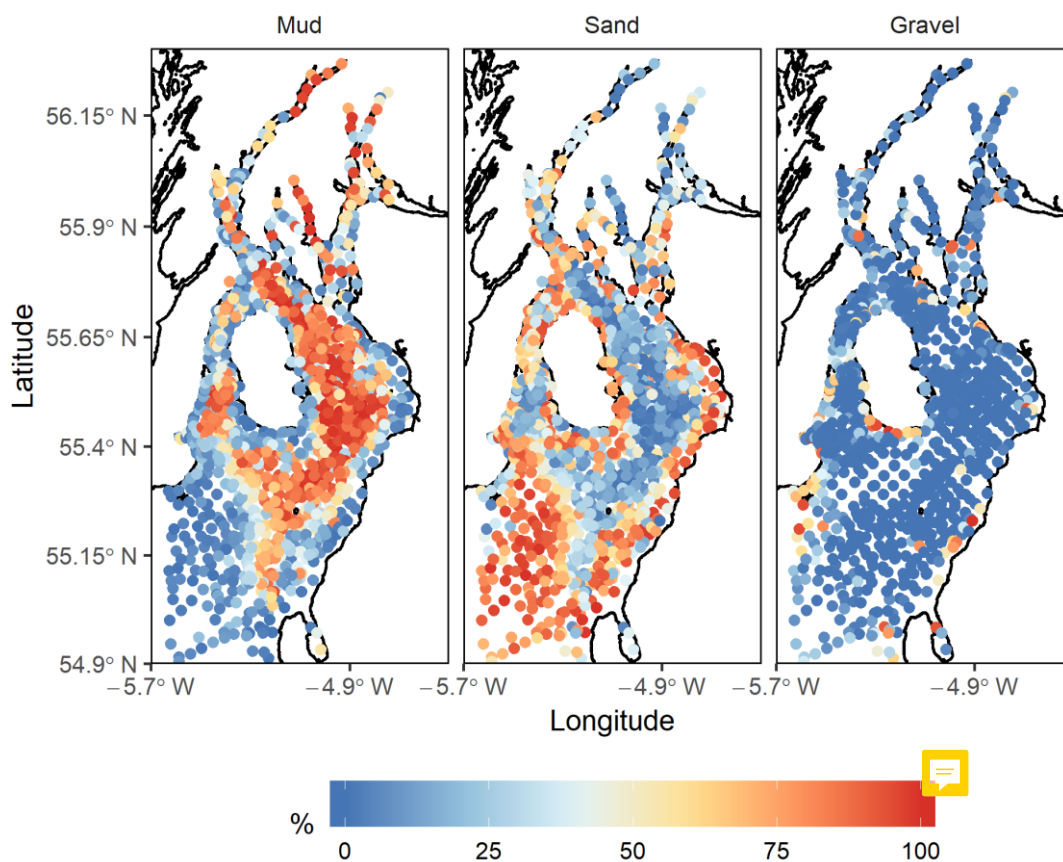 Mud Sand Gravel
56.15° N
55.9° N
55.65° N
55.4° N
55.15° N
54.9° N
Latitude
−5.7° W −4.9° W −5.7° W −4.9° W −5.7° W −4.9° W
Longitude
%
0 25 50 75 100